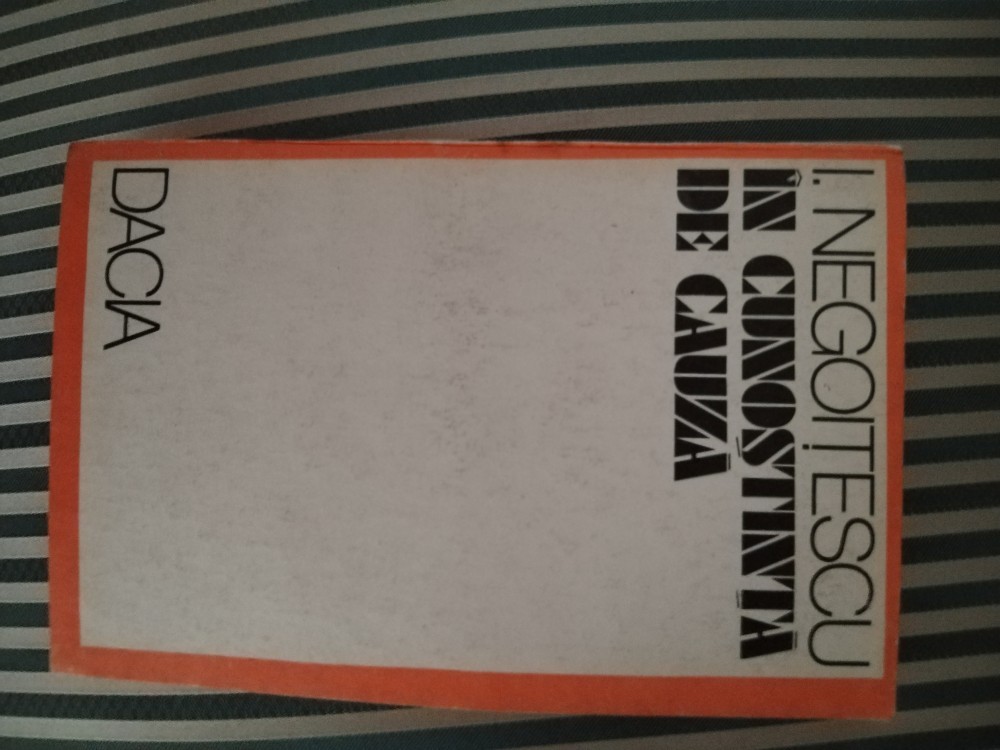 I. NEGOIȚESCU
ÎN CUNOȘTINȚĂ
DE CAUZĂ
DACIA